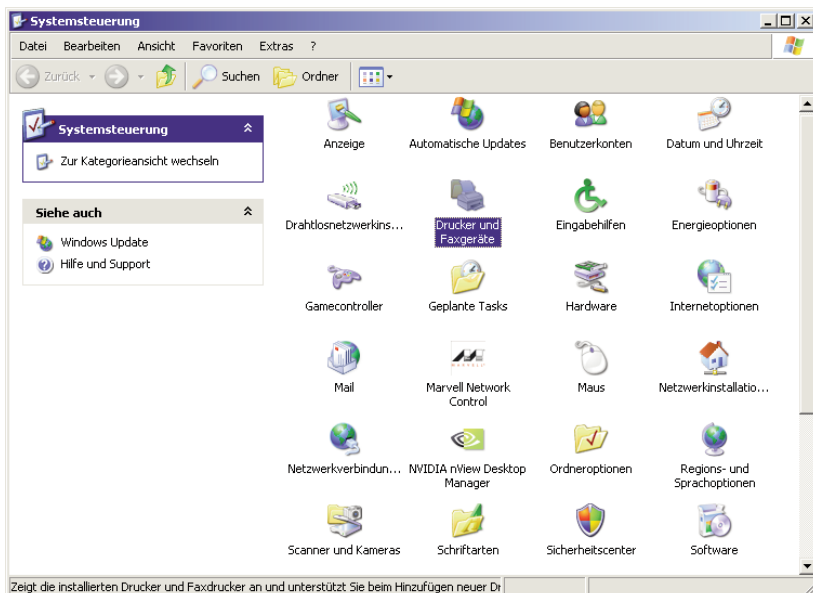 Systemsteuerung
Datei Bearbeiten Ansicht Favoriten Extras ?
Zurück Suchen Ordner
Systemsteuerung
Zur Kategorieansicht wechseln
Siehe auch
Windows Update
Hilfe und Support
Anzeige
Automatische Updates
Benutzerkonten
Datum und Uhrzeit
Drahtlosnetzwerkins...
Drucker und
Faxgeräte
Eingabehilfen
Energieoptionen
Gamecontroller
Geplante Tasks
Hardware
Internetoptionen
Mail
MARVELL
Marvell Network
Control
Maus
Netzwerkinstallatio...
Netzwerkverbindun...
NVIDIA nView Desktop
Manager
Ordneroptionen
Regions- und
Sprachoptionen
Scanner und Kameras
Schriftarten
Sicherheitscenter
Software
Zeigt die installierten Drucker und Faxdrucker an und unterstützt Sie beim Hinzufügen neuer Dr